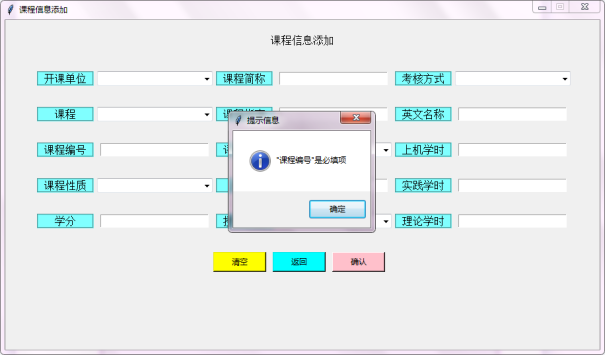 课程信息添加
课程信息添加
开课单位
课程简称
考核方式
课程
英文名称
提示信息
课程编号
"课程编号"是必填项
上机学时
课程性质
实践学时
确定
学分
理论学时
清空
返回
确认